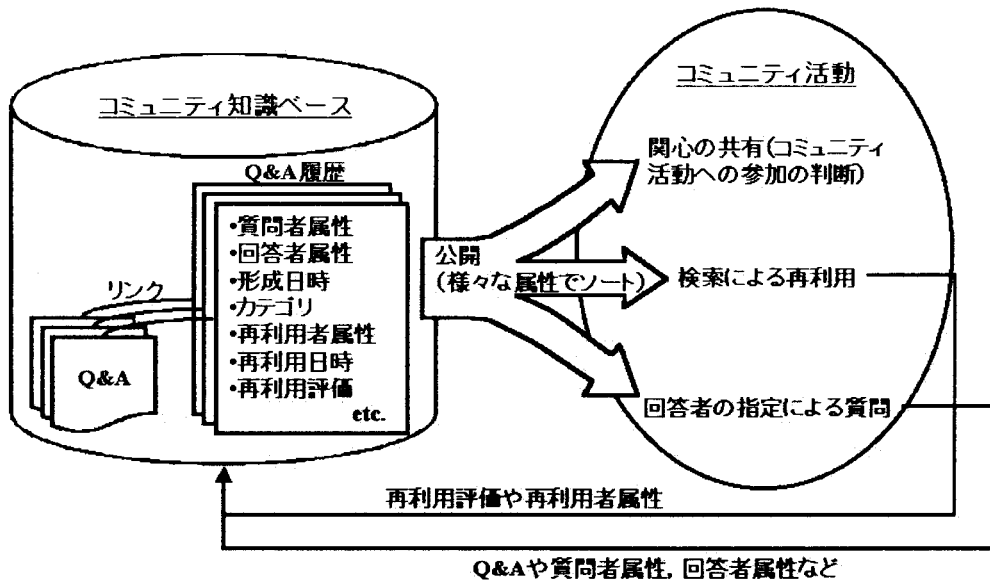 コミュニティ知識ベース
Q&A履歴
・質問者属性
・回答者属性
・形成日時
・カテゴリ
・再利用者属性
・再利用日時
・再利用評価
etc.
リンク
Q&A
公開
(様々な属性でソート)
コミュニティ活動
関心の共有(コミュニティ
活動への参加の判断)
検索による再利用
回答者の指定による質問
再利用評価や再利用者属性
Q&Aや質問者属性, 回答者属性など